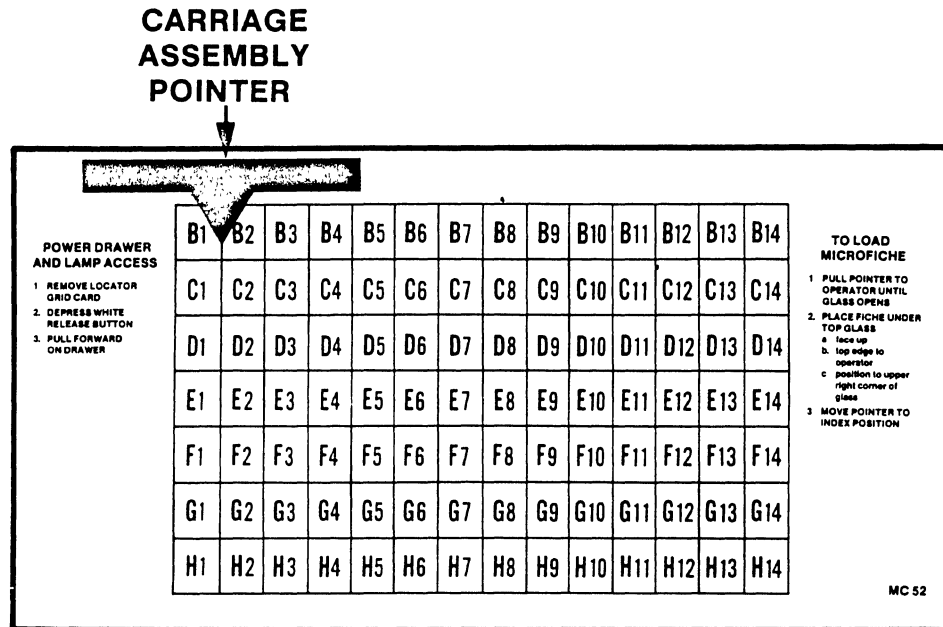 CARRIAGE
ASSEMBLY
POINTER
POWER DRAWER
AND LAMP ACCESS
1 REMOVE LOCATOR
GRID CARD
2. DEPRESS WHITE
RELEASE BUTTON
3. PULL FORWARD
ON DRAWER
B1 B2 B3 B4 B5 B6 B7 B8 B9 B10 B11 B12 B13 B14
C1 C2 C3 C4 C5 C6 C7 C8 C9 C10 C11 C12 C13 C14
D1 D2 D3 D4 D5 D6 D7 D8 D9 D10 D11 D12 D13 D14
E1 E2 E3 E4 E5 E6 E7 E8 E9 E10 E11 E12 E13 E14
F1 F2 F3 F4 F5 F6 F7 F8 F9 F10 F11 F12 F13 F14
G1 G2 G3 G4 G5 G6 G7 G8 G9 G10 G11 G12 G13 G14
H1 H2 H3 H4 H5 H6 H7 H8 H9 H10 H11 H12 H13 H14
TO LOAD
MICROFICHE
1 PULL POINTER TO
OPERATOR UNTIL
GLASS OPENS
2. PLACE FICHE UNDER
TOP GLASS
a face up
b. top edge to
operator
c position to upper
right corner of
glass
3 MOVE POINTER TO
INDEX POSITION
MC 52